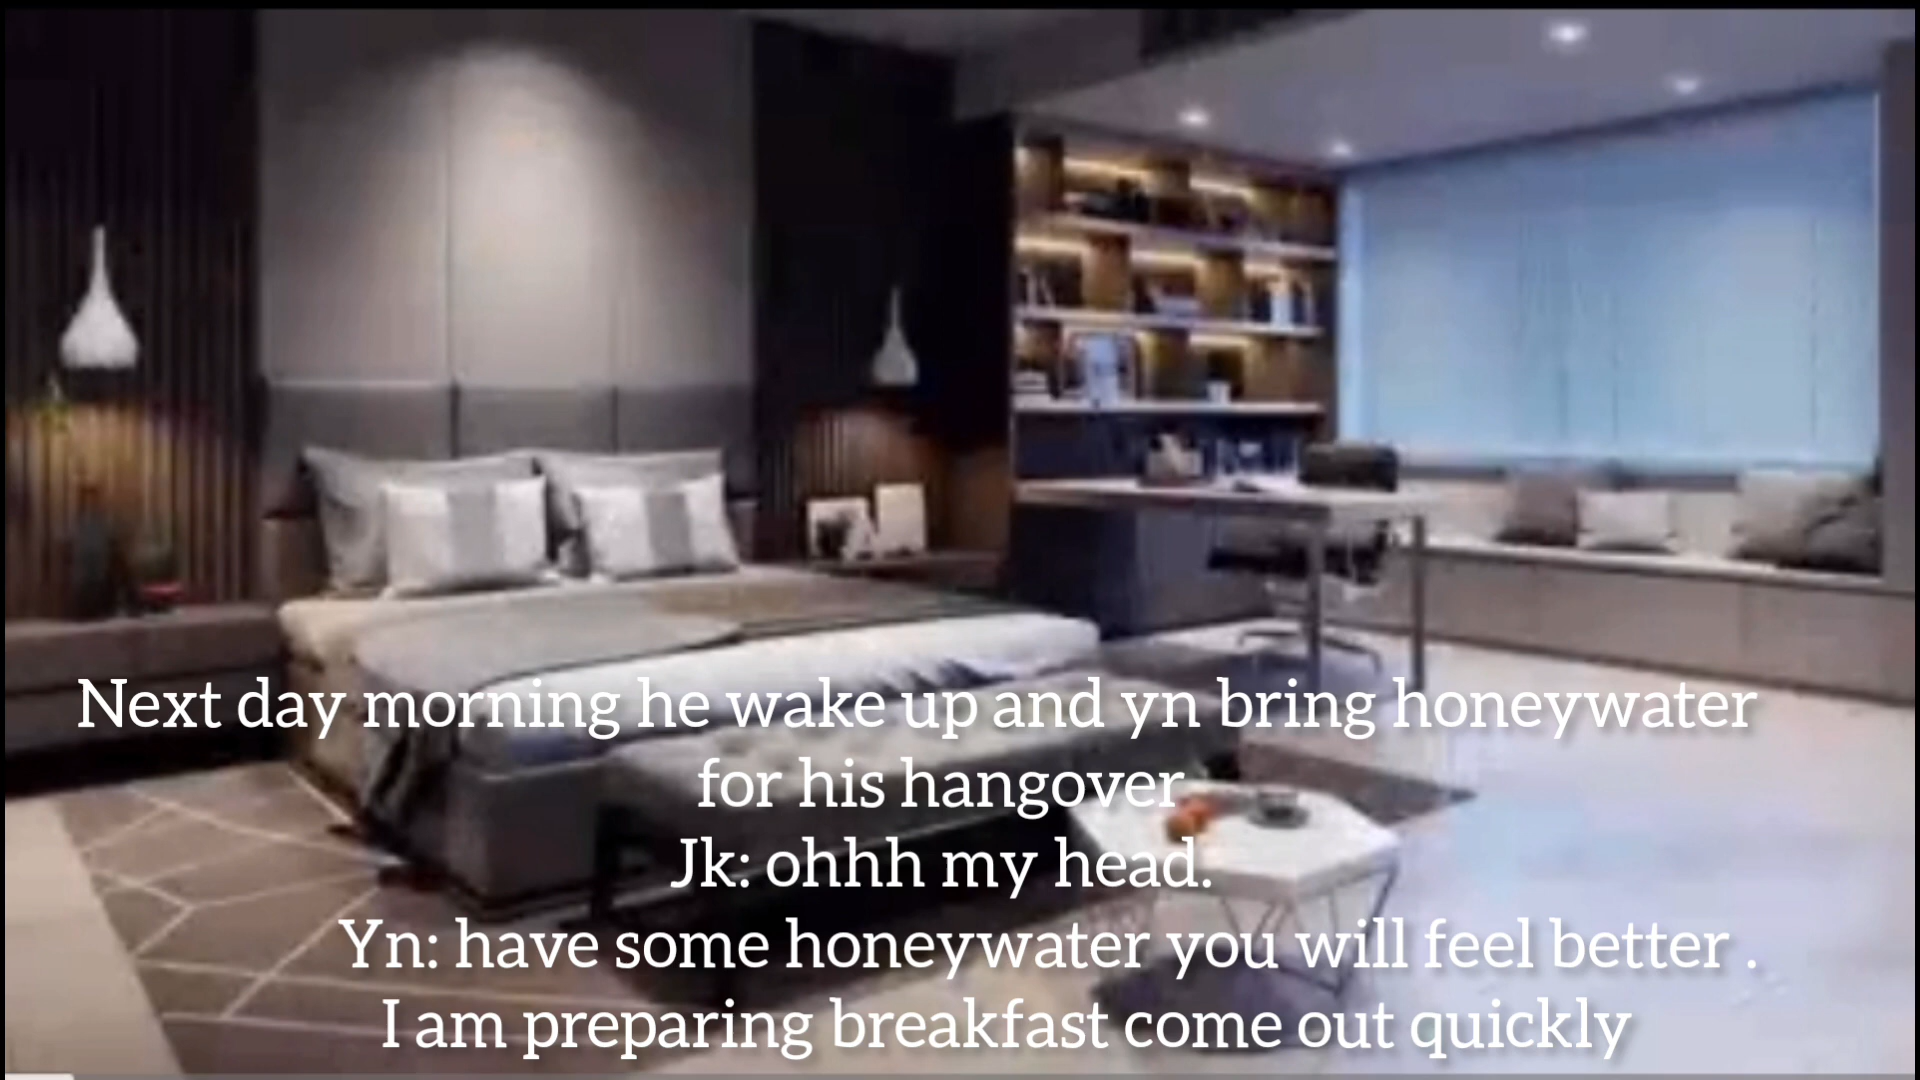 Next day morning he wake up and yn bring honeywater
for his hangover
Jk: ohhh my head.
Yn: have some honeywater you will feel better .
I am preparing breakfast come out quickly